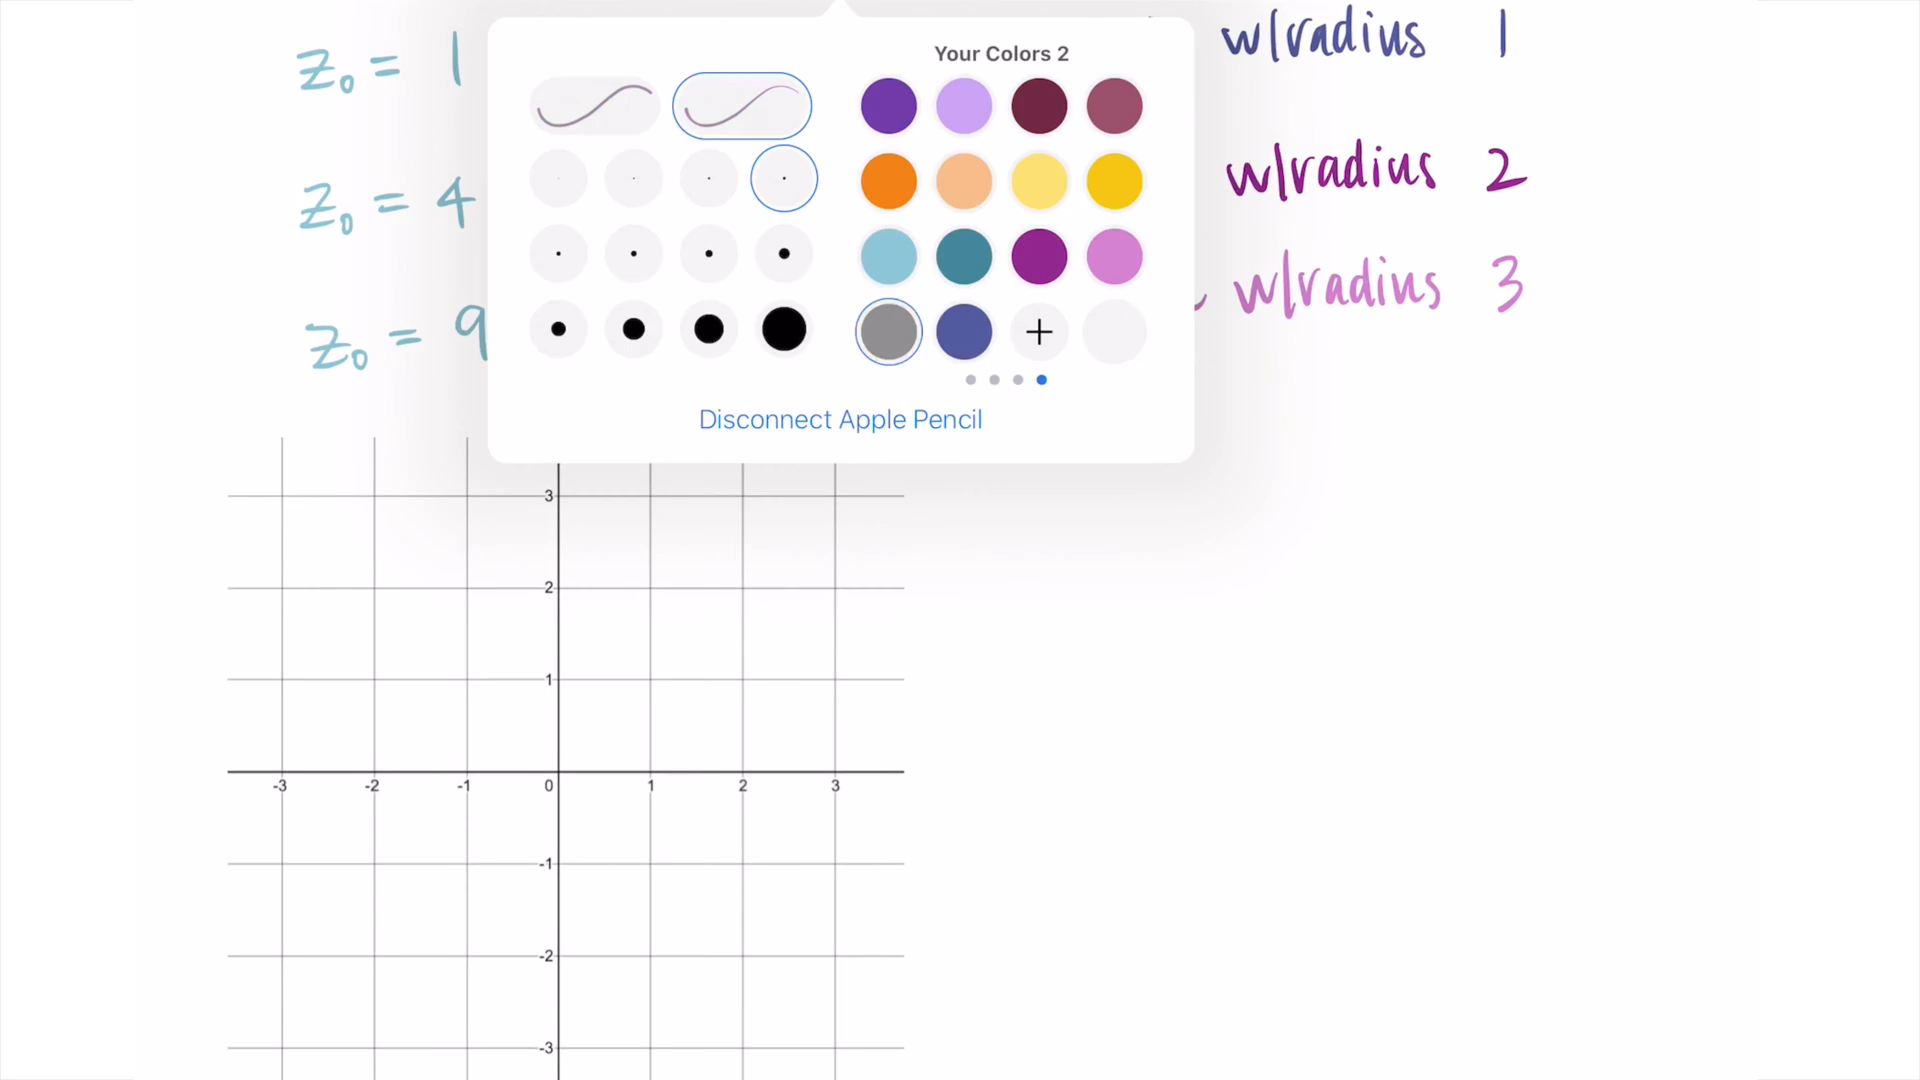 z₀ = 1
w/radius 1
z₀ = 4
w/radius 2
z₀ = 9
w/radius 3
Your Colors 2
+
Disconnect Apple Pencil
3
2
1
-3 -2 -1 0 1 2 3
-1
-2
-3